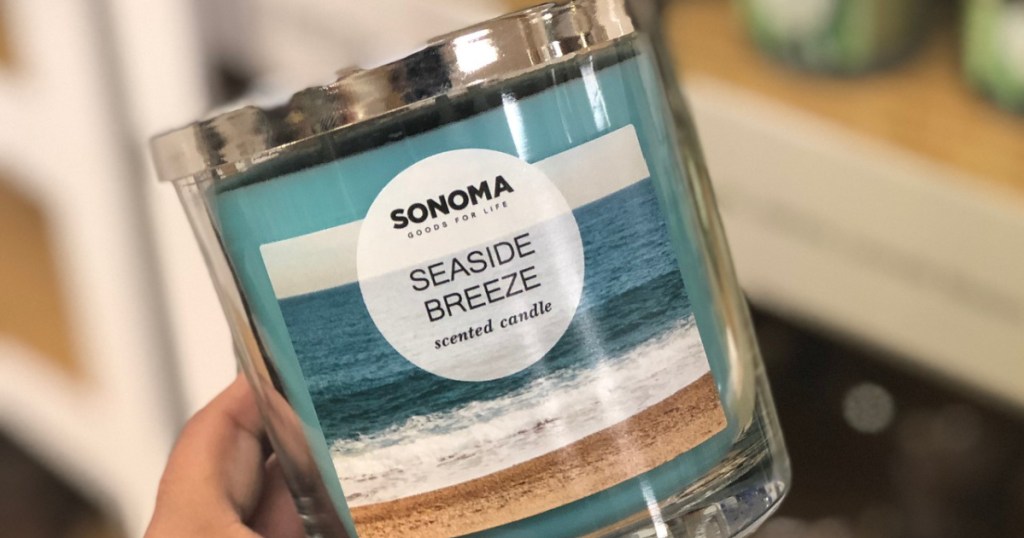 SONOMA
GOODS FOR LIFE
SEASIDE
BREEZE
scented candle